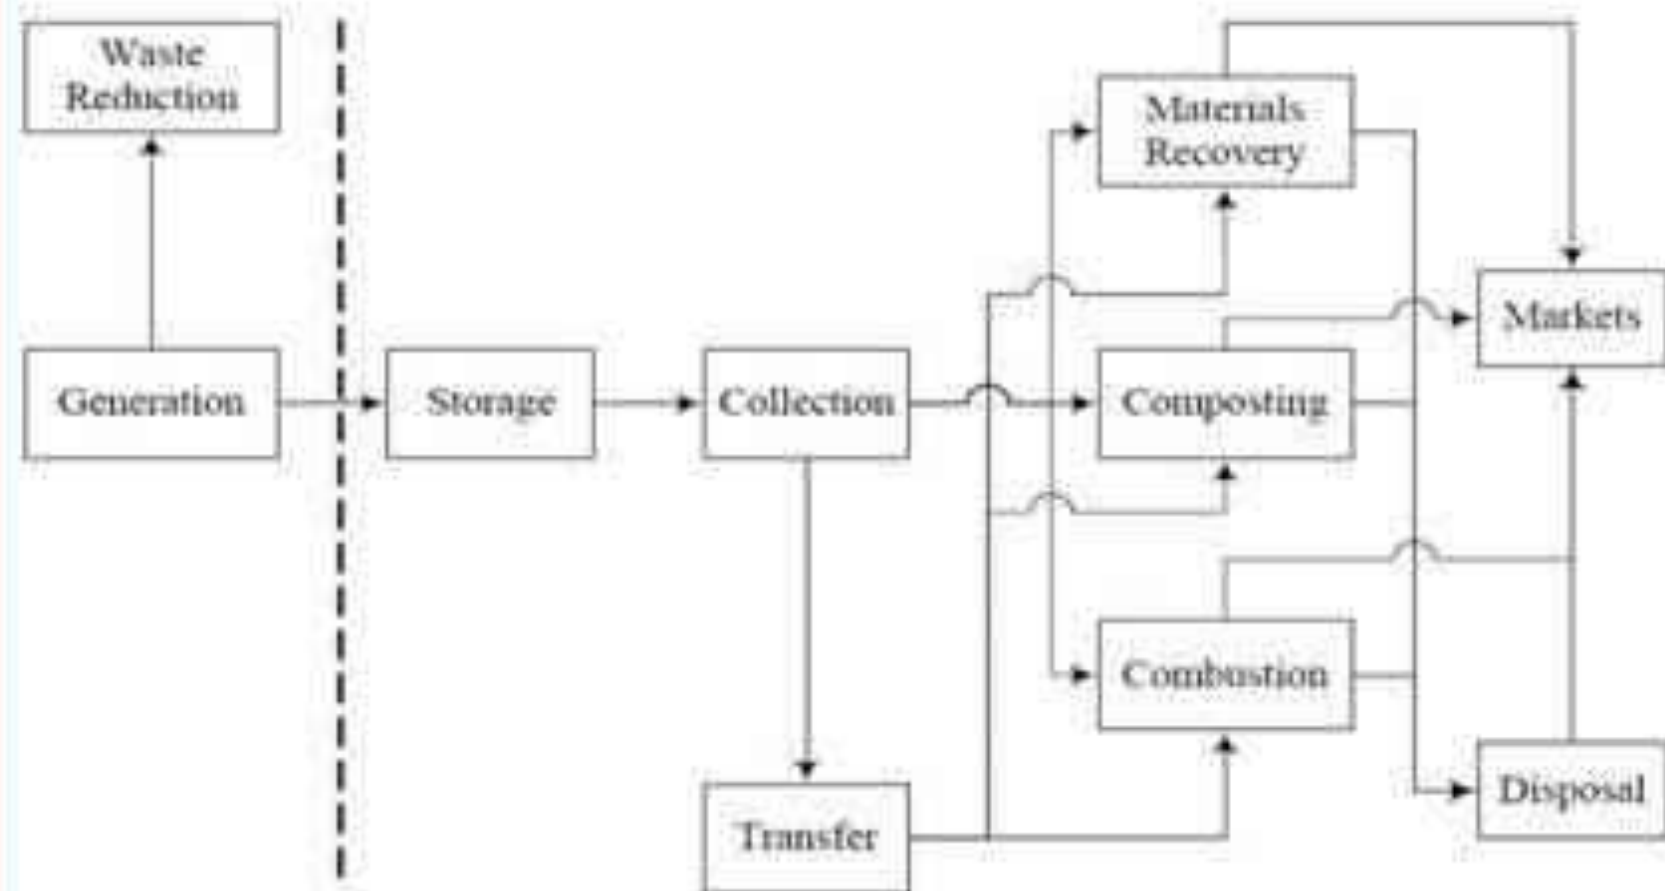 Waste
Reduction
Materials
Recovery
Markets
Generation
Storage
Collection
Composting
Combustion
Disposal
Transfer